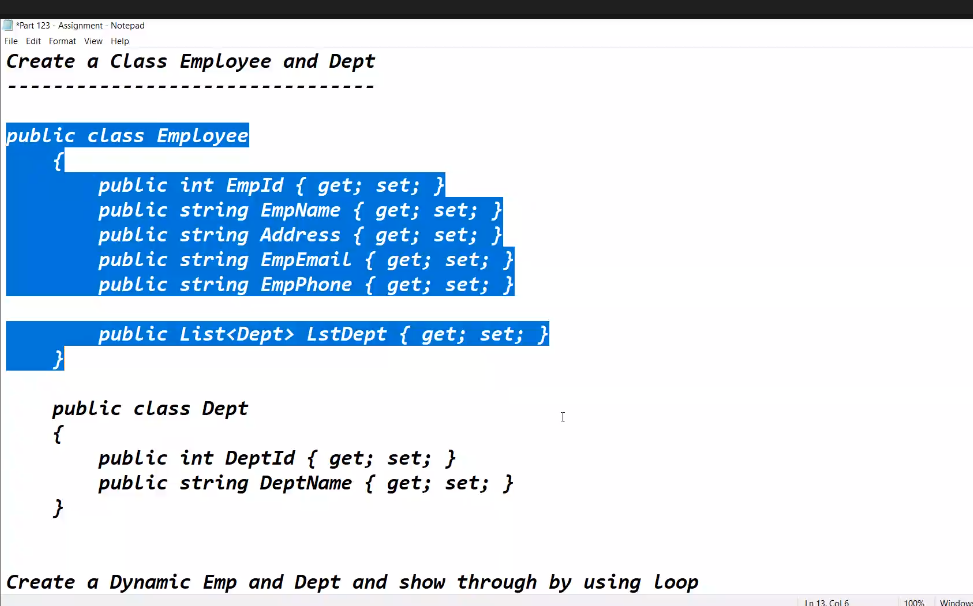 *Part 123 - Assignment - Notepad
File Edit Format View Help
Create a Class Employee and Dept
--------------------------------
public class Employee
{
public int EmpId { get; set; }
public string EmpName { get; set; }
public string Address { get; set; }
public string EmpEmail { get; set; }
public string EmpPhone { get; set; }
public List<Dept> LstDept { get; set; }
}
public class Dept
{
public int DeptId { get; set; }
public string DeptName { get; set; }
}
Create a Dynamic Emp and Dept and show through by using loop
Ln 13, Col 6 100% Window